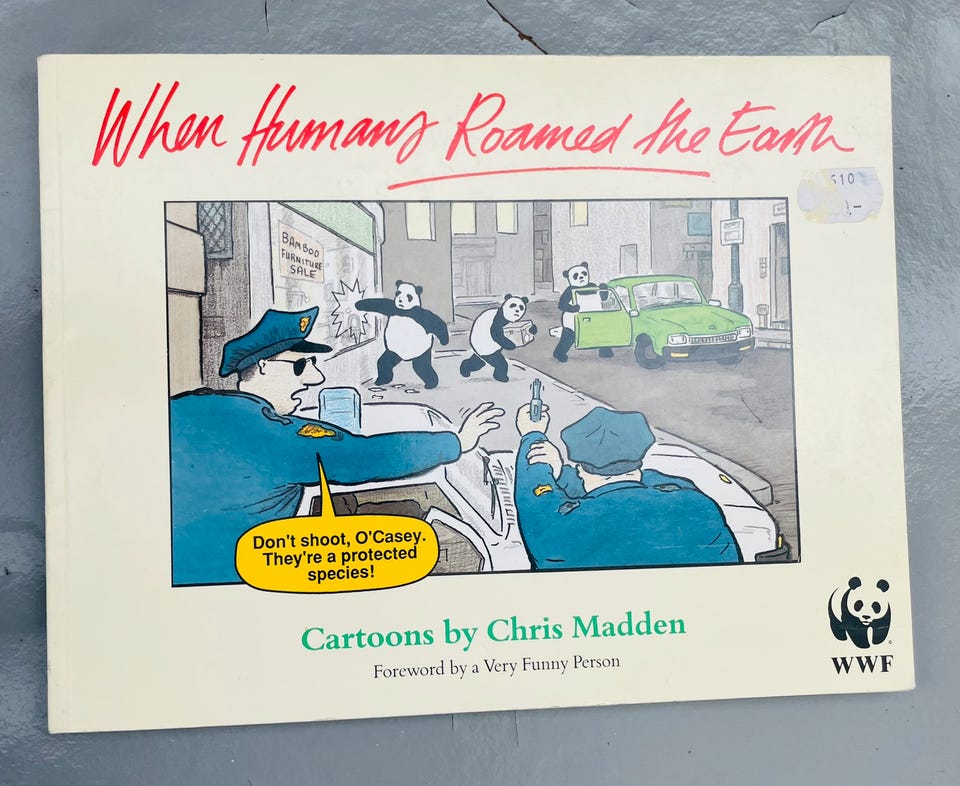 When Humans Roamed the Earth
610
.-
BAMBOO
FURNITURE
SALE
Don't shoot, O'Casey.
They're a protected
species!
Cartoons by Chris Madden
Foreword by a Very Funny Person
WWF